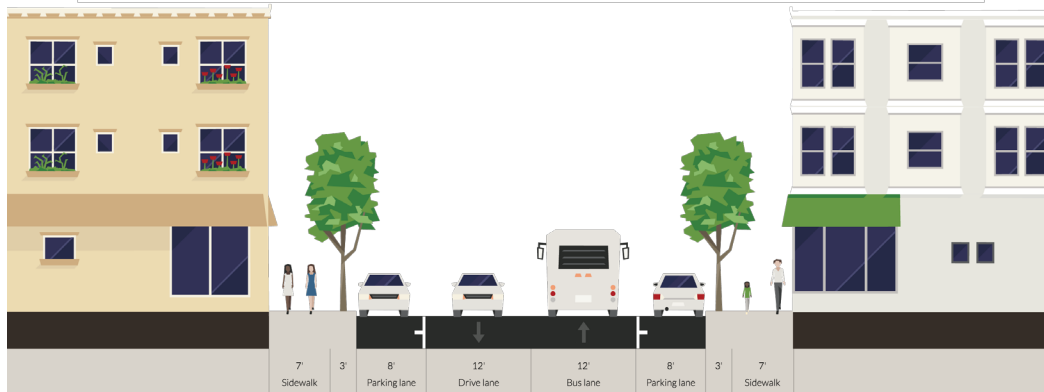 7' 3' 8' 12' 12' 8' 3' 7'
Sidewalk Parking lane Drive lane Bus lane Parking lane Sidewalk